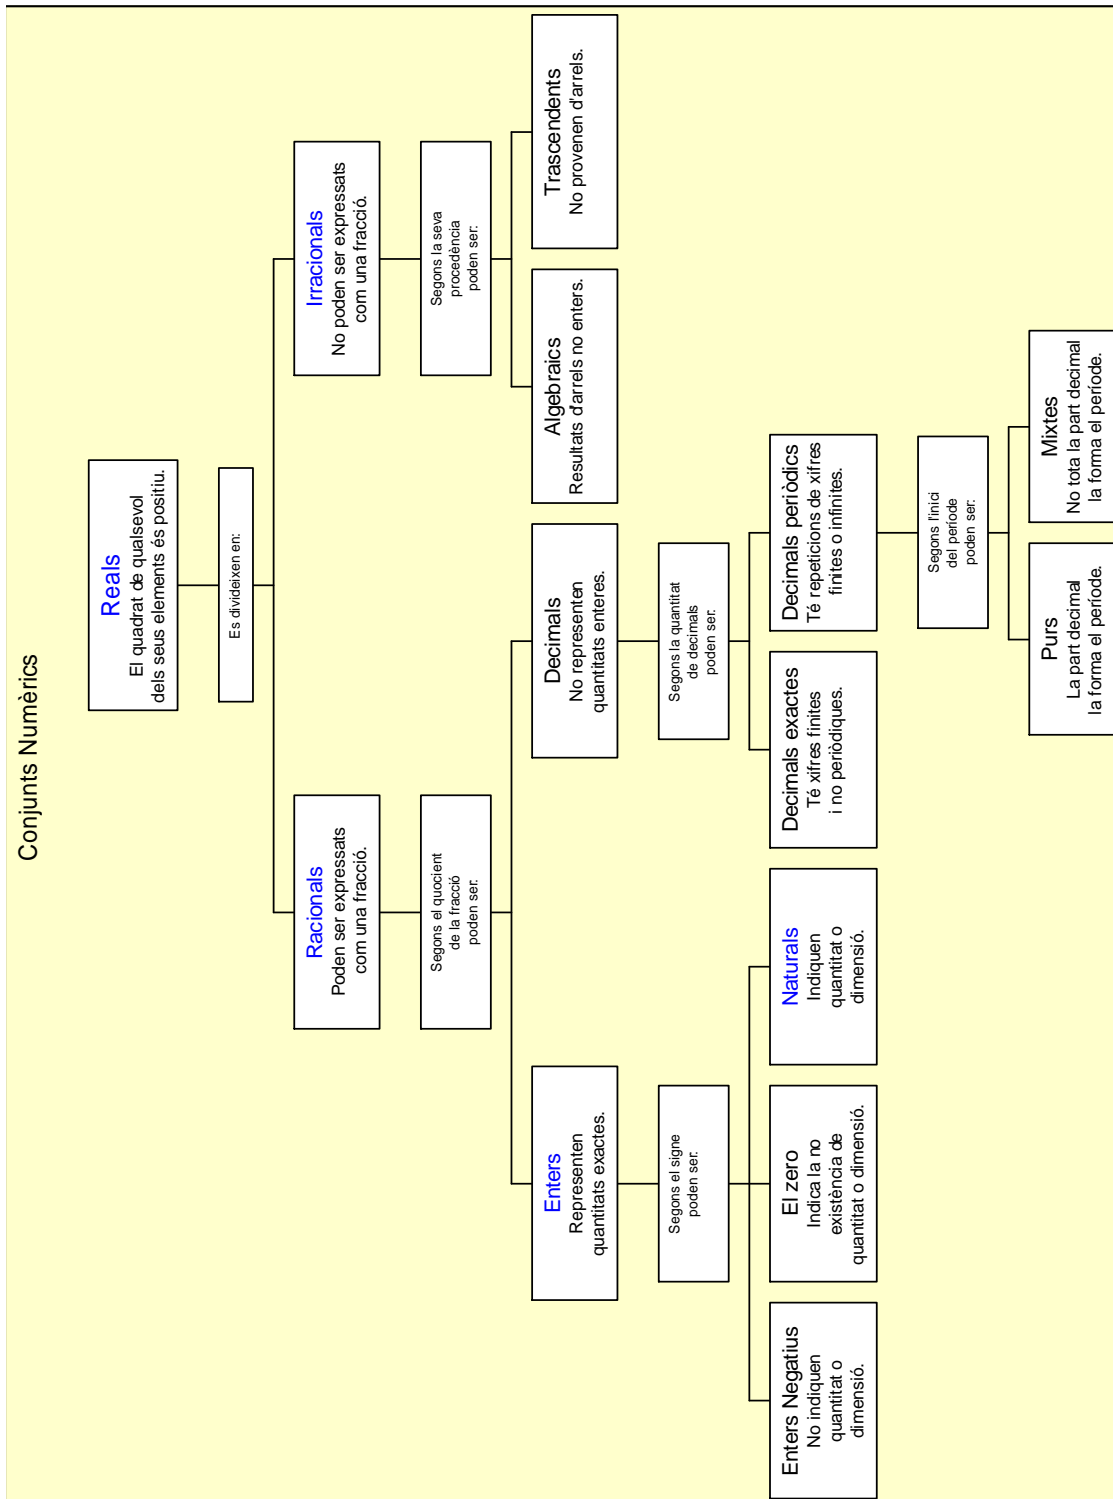 Conjunts Numèrics
Reals
El quadrat de qualsevol
dels seus elements és positiu.
Es divideixen en:
Racionals
Poden ser expressats
com una fracció.
Irracionals
No poden ser expressats
com una fracció.
Segons el quocient
de la fracció
poden ser:
Segons la seva
procedència
poden ser:
Enters
Representen
quantitats exactes.
Decimals
No representen
quantitats enteres.
Algebraics
Resultats d'arrels no enters.
Trascendents
No provenen d'arrels.
Segons el signe
poden ser:
Segons la quantitat
de decimals
poden ser:
Enters Negatius
No indiquen
quantitat o
dimensió.
El zero
Indica la no
existència de
quantitat o dimensió.
Naturals
Indiquen
quantitat o
dimensió.
Decimals exactes
Té xifres finites
i no periòdiques.
Decimals periòdics
Té repeticions de xifres
finites o infinites.
Segons l'inici
del període
poden ser:
Purs
La part decimal
la forma el període.
Mixtes
No tota la part decimal
la forma el període.